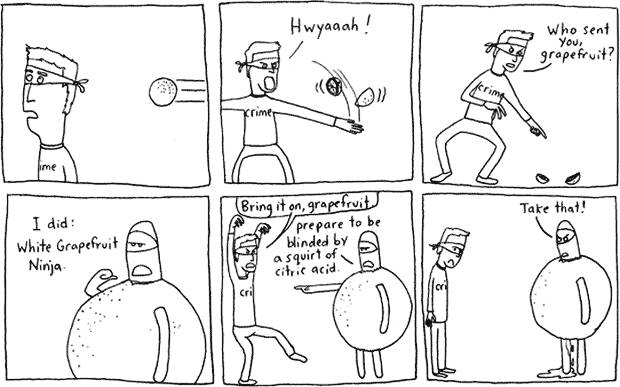 ime
Hwyaaah!
crime
Who sent
you,
grapefruit?
crime
I did:
White Grapefruit
Ninja.
Bring it on, grapefruit.
prepare to be
blinded by
a squirt of
citric acid.
cri
Take that!
cri